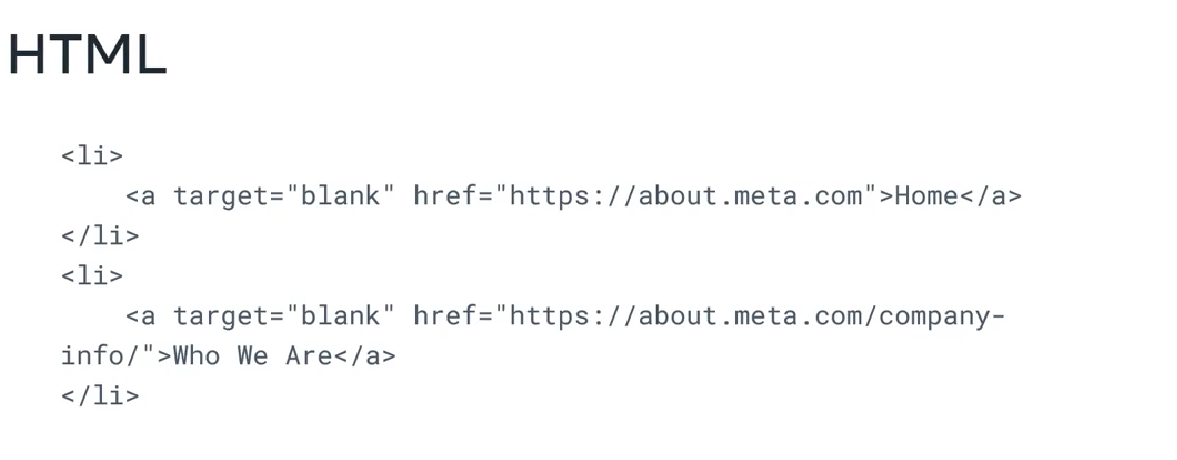 HTML
<li>
    <a target="blank" href="https://about.meta.com">Home</a>
</li>
<li>
    <a target="blank" href="https://about.meta.com/company-
info/">Who We Are</a>
</li>